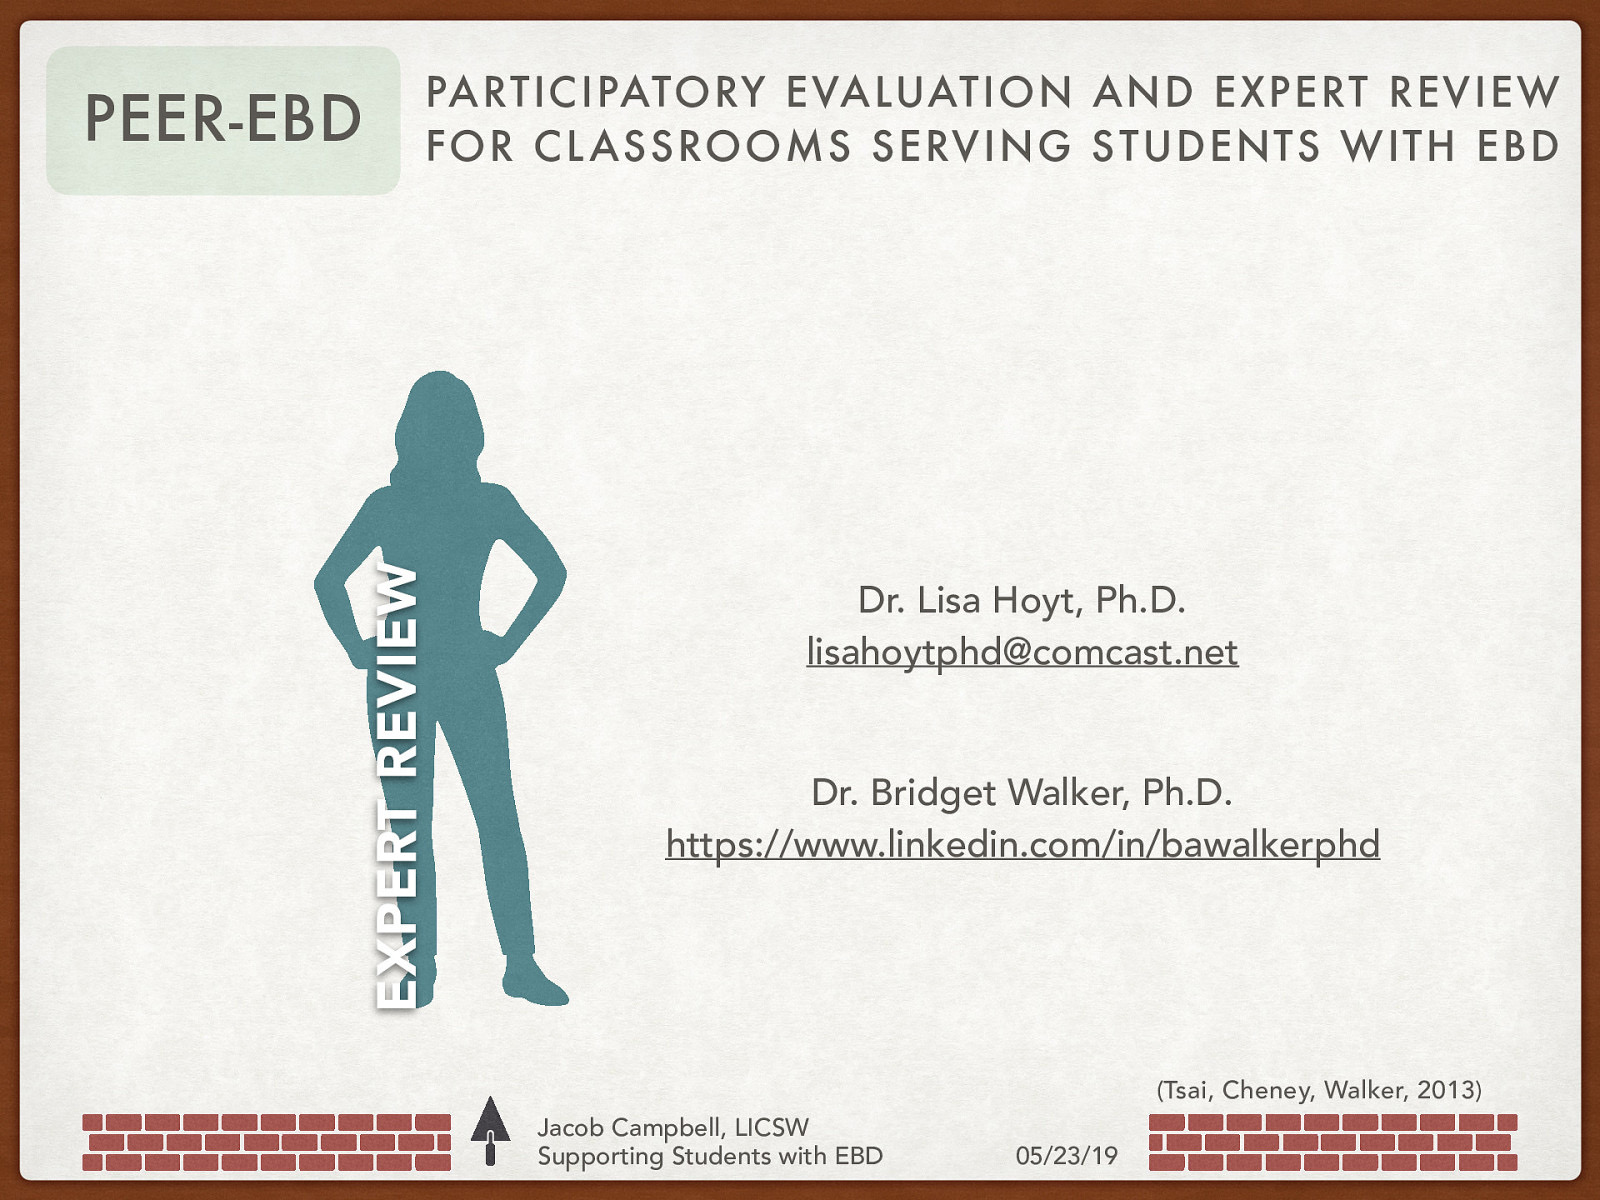 PEER-EBD
PARTICIPATORY EVALUATION AND EXPERT REVIEW
FOR CLASSROOMS SERVING STUDENTS WITH EBD
EXPERT REVIEW
Dr. Lisa Hoyt, Ph.D.
lisahoytphd@comcast.net
Dr. Bridget Walker, Ph.D.
https://www.linkedin.com/in/bawalkerphd
(Tsai, Cheney, Walker, 2013)
Jacob Campbell, LICSW
Supporting Students with EBD
05/23/19